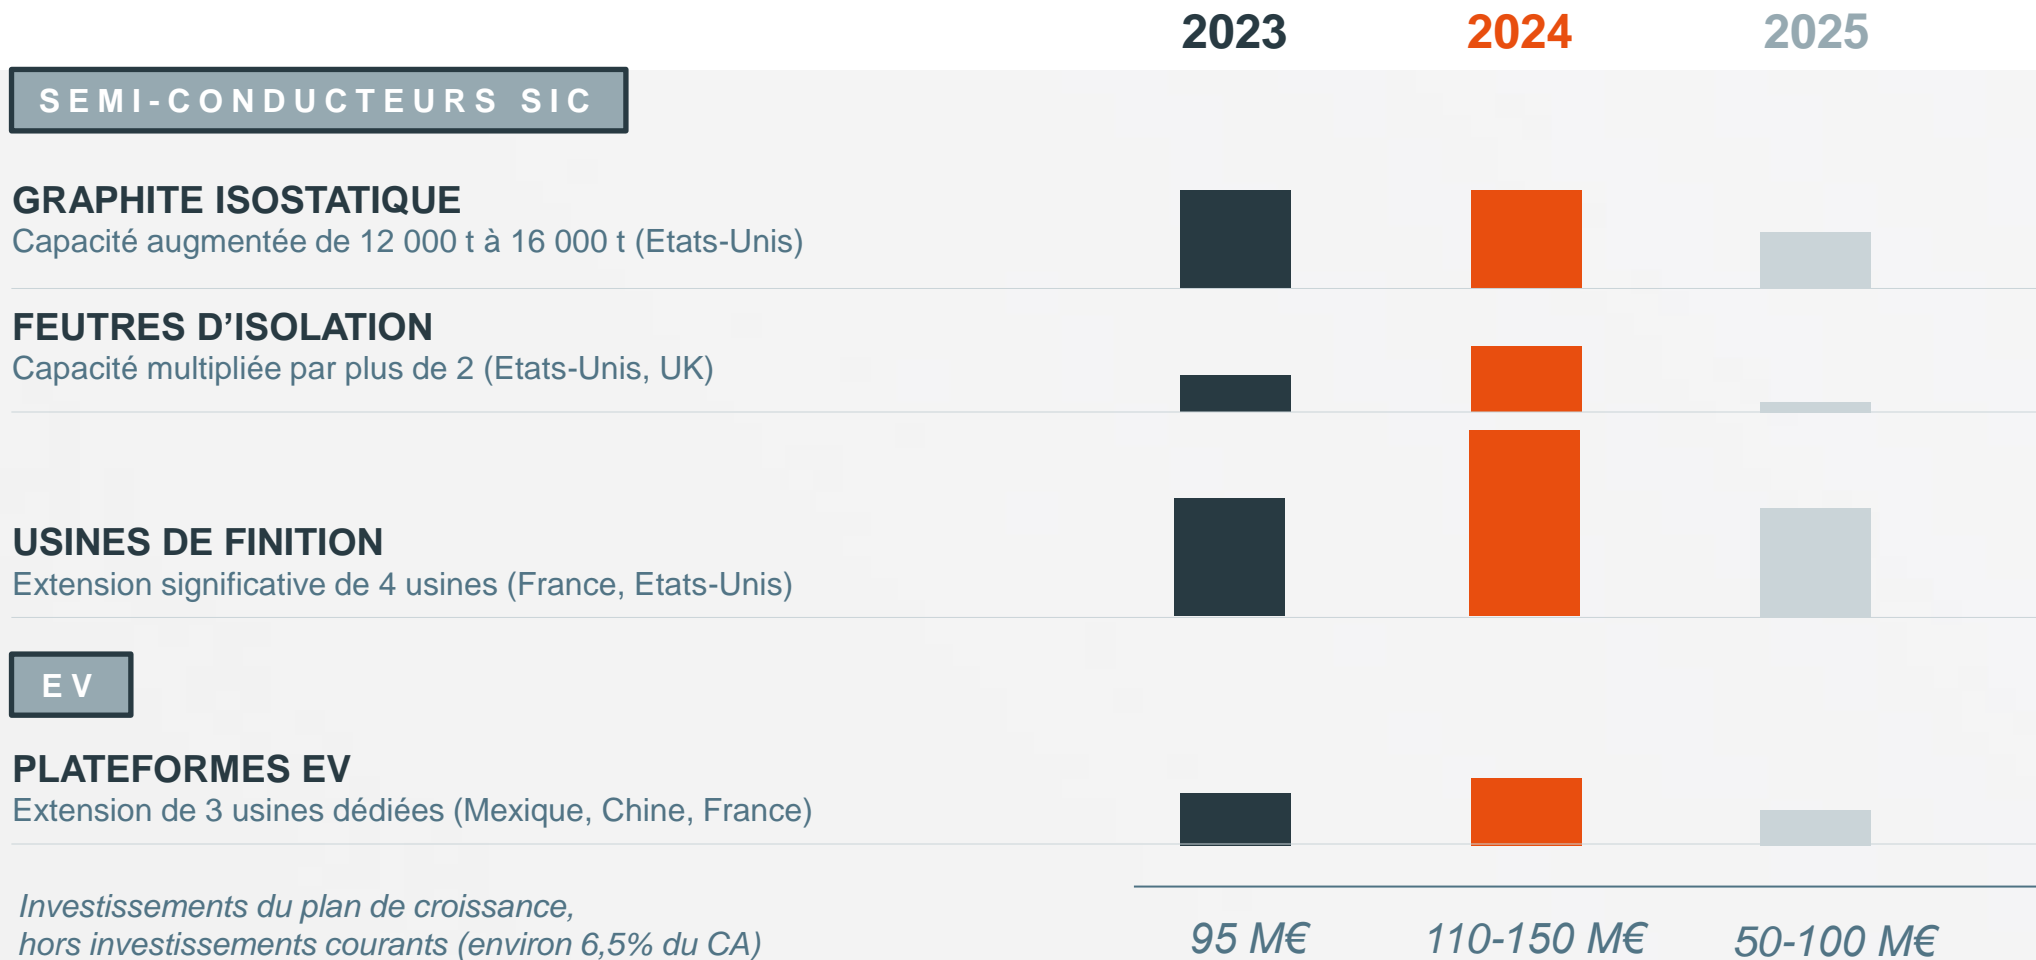 2023 2024 2025
SEMI-CONDUCTEURS SIC
GRAPHITE ISOSTATIQUE
Capacité augmentée de 12 000 t à 16 000 t (Etats-Unis)
FEUTRES D’ISOLATION
Capacité multipliée par plus de 2 (Etats-Unis, UK)
USINES DE FINITION
Extension significative de 4 usines (France, Etats-Unis)
EV
PLATEFORMES EV
Extension de 3 usines dédiées (Mexique, Chine, France)
Investissements du plan de croissance,
hors investissements courants (environ 6,5% du CA)
95 M€ 110-150 M€ 50-100 M€